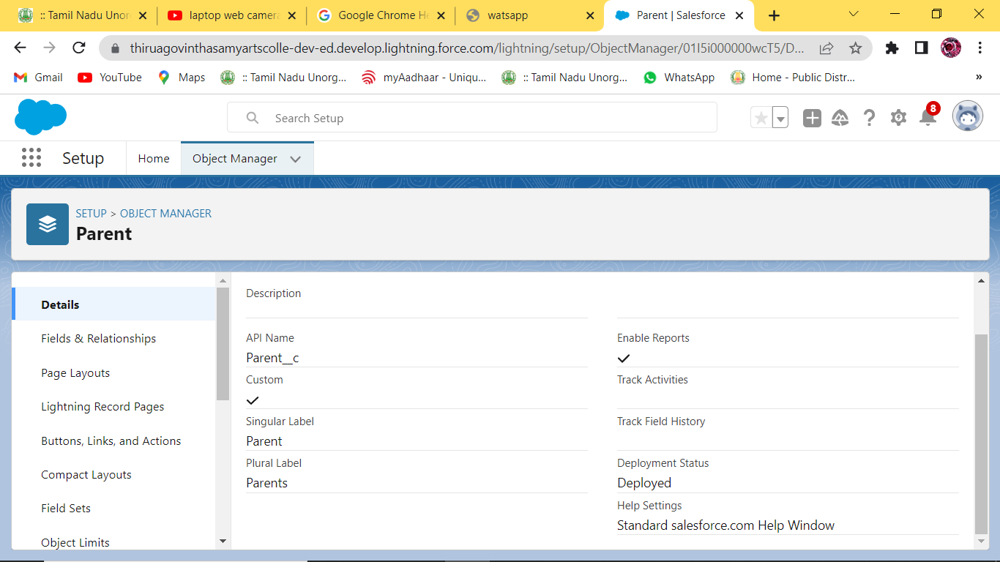 :: Tamil Nadu Unor
laptop web camera
Google Chrome He
watsapp
Parent | Salesforce
thiruagovinthasamyartscolle-dev-ed.develop.lightning.force.com/lightning/setup/ObjectManager/01I5i000000wcT5/D...
Gmail
YouTube
Maps
:: Tamil Nadu Unorg...
myAadhaar - Uniqu...
:: Tamil Nadu Unorg...
WhatsApp
Home - Public Distr...
»
Search Setup
8
Setup
Home
Object Manager
SETUP > OBJECT MANAGER
Parent
Details
Fields & Relationships
Page Layouts
Lightning Record Pages
Buttons, Links, and Actions
Compact Layouts
Field Sets
Object Limits
Description
API Name
Parent__c
Custom
Singular Label
Parent
Plural Label
Parents
Enable Reports
Track Activities
Track Field History
Deployment Status
Deployed
Help Settings
Standard salesforce.com Help Window